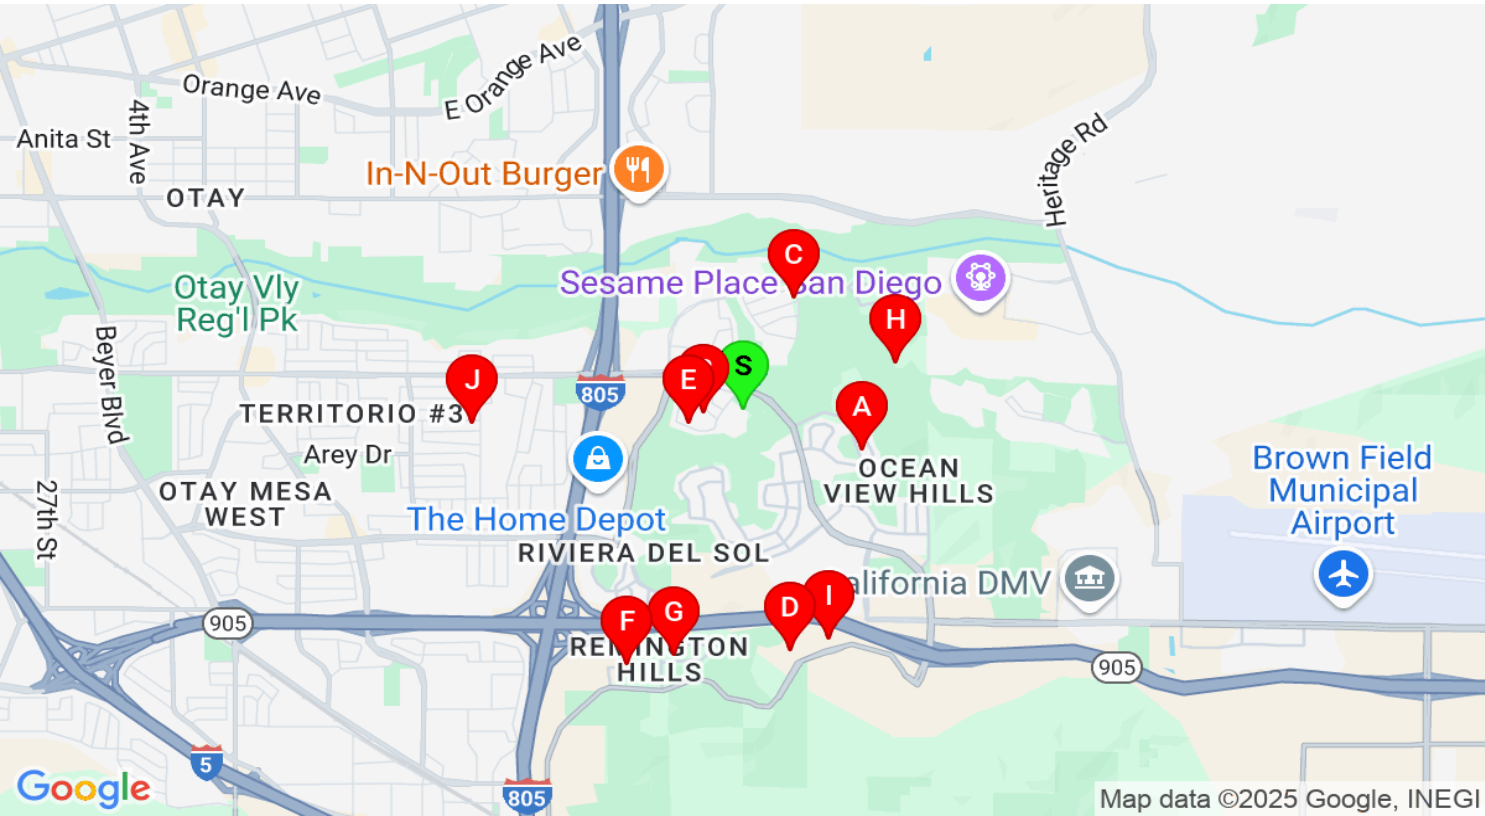 E Orange Ave
Orange Ave
4th Ave
Anita St
In-N-Out Burger
OTAY
Heritage Rd
C
Sesame Place San Diego
Otay Vly
Reg'l Pk
H
Beyer Blvd
J
E
S
805
A
TERRITORIO #3
Arey Dr
OCEAN
VIEW HILLS
Brown Field
Municipal
Airport
27th St
OTAY MESA
WEST
The Home Depot
RIVIERA DEL SOL
alifornia DMV
905
F
G
D
I
REMINGTON
HILLS
905
5
805
Google
Map data ©2025 Google, INEGI